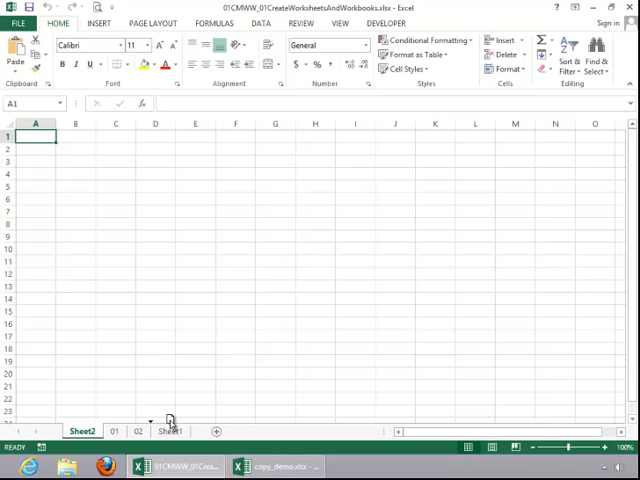 01CMWW_01CreateWorksheetsAndWorkbooks.xlsx - Excel
FILE HOME INSERT PAGE LAYOUT FORMULAS DATA REVIEW VIEW DEVELOPER Sign in
Paste
Calibri 11
B I U
General
$ % ,
Conditional Formatting
Format as Table
Cell Styles
Insert
Delete
Format
Sort & Filter
Find & Select
Clipboard Font Alignment Number Styles Cells Editing
A1
fx
A B C D E F G H I J K L M N O
1
2
3
4
5
6
7
8
9
10
11
12
13
14
15
16
17
18
19
20
21
22
23
Sheet2 01 02 Sheet1
READY 100%
01CMWW_01Crea... copy_demo.xlsx - ...